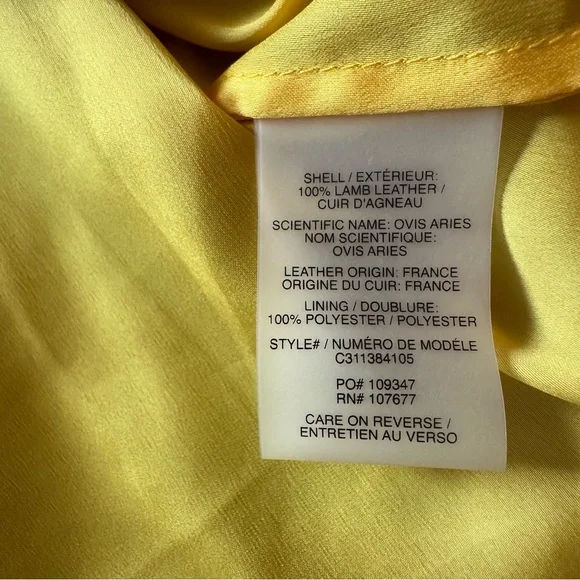 SHELL / EXTÉRIEUR:
100% LAMB LEATHER /
CUIR D'AGNEAU
SCIENTIFIC NAME: OVIS ARIES
NOM SCIENTIFIQUE:
OVIS ARIES
LEATHER ORIGIN: FRANCE
ORIGINE DU CUIR: FRANCE
LINING / DOUBLURE:
100% POLYESTER / POLYESTER
STYLE# / NUMÉRO DE MODÉLE
C311384105
PO# 109347
RN# 107677
CARE ON REVERSE /
ENTRETIEN AU VERSO